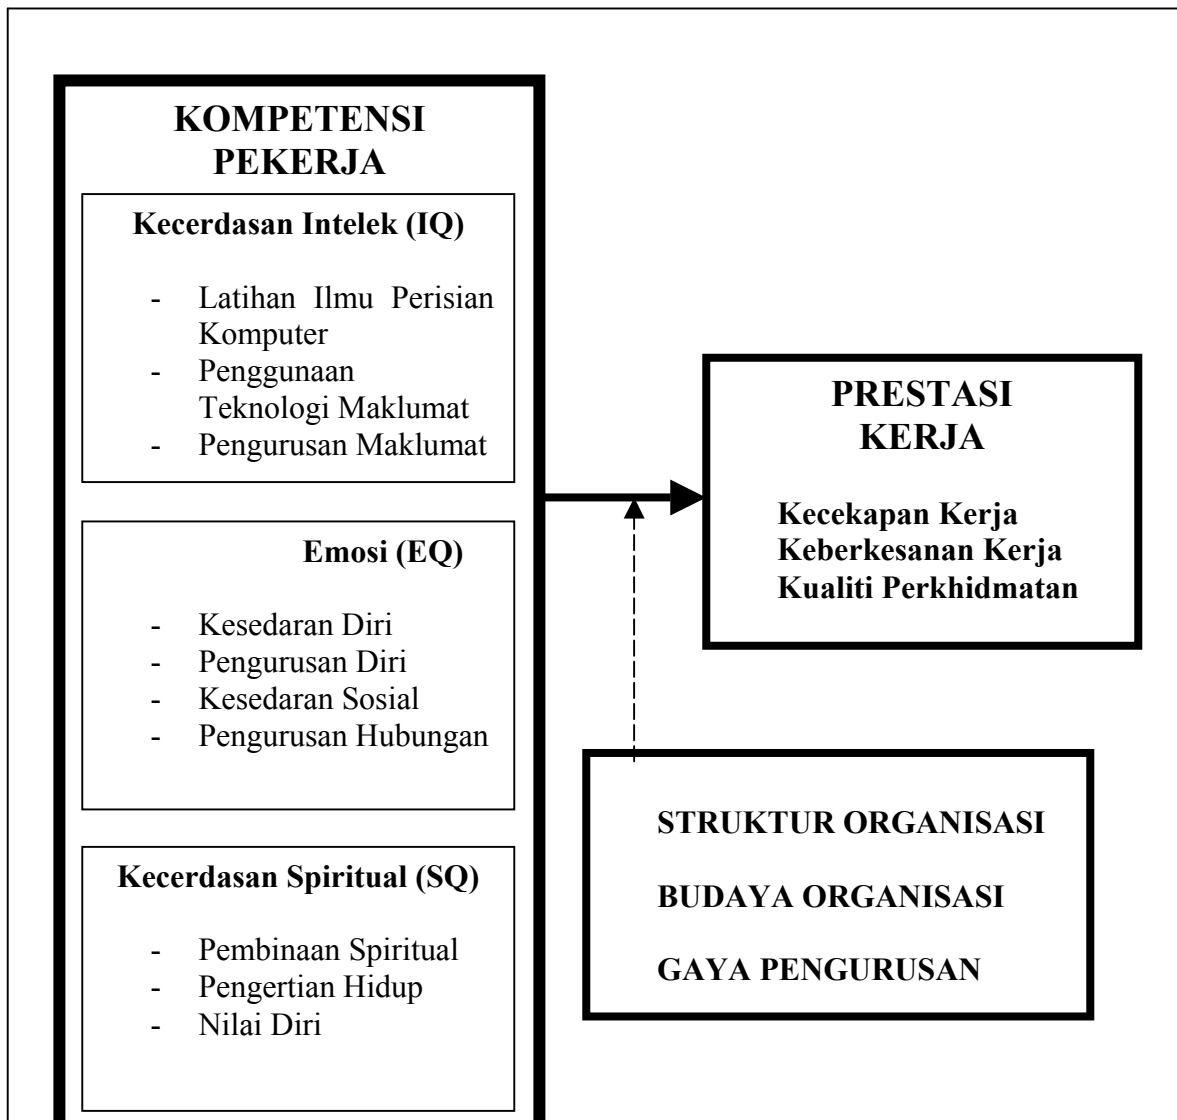 KOMPETENSI
PEKERJA
Kecerdasan Intelek (IQ)
- Latihan Ilmu Perisian
Komputer
- Penggunaan
Teknologi Maklumat
- Pengurusan Maklumat
Emosi (EQ)
- Kesedaran Diri
- Pengurusan Diri
- Kesedaran Sosial
- Pengurusan Hubungan
Kecerdasan Spiritual (SQ)
- Pembinaan Spiritual
- Pengertian Hidup
- Nilai Diri
PRESTASI
KERJA
Kecekapan Kerja
Keberkesanan Kerja
Kualiti Perkhidmatan
STRUKTUR ORGANISASI
BUDAYA ORGANISASI
GAYA PENGURUSAN